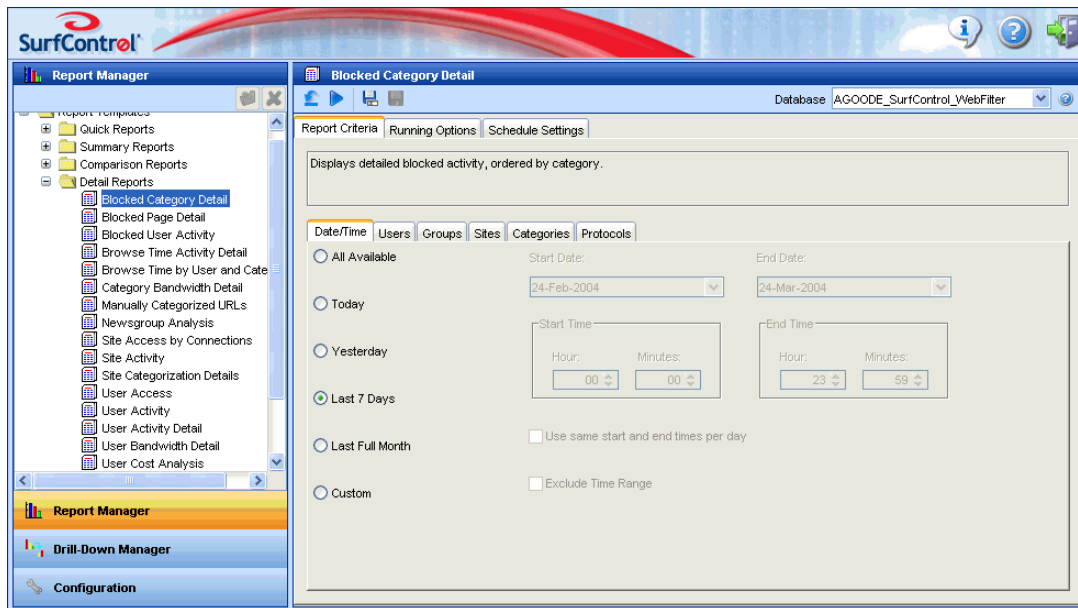 SurfControl
Report Manager
Report Templates
Quick Reports
Summary Reports
Comparison Reports
Detail Reports
Blocked Category Detail
Blocked Page Detail
Blocked User Activity
Browse Time Activity Detail
Browse Time by User and Cate
Category Bandwidth Detail
Manually Categorized URLs
Newsgroup Analysis
Site Access by Connections
Site Activity
Site Categorization Details
User Access
User Activity
User Activity Detail
User Bandwidth Detail
User Cost Analysis
Report Manager
Drill-Down Manager
Configuration
Blocked Category Detail
Database AGOODE_SurfControl_WebFilter
Report Criteria Running Options Schedule Settings
Displays detailed blocked activity, ordered by category.
Date/Time Users Groups Sites Categories Protocols
All Available Start Date: End Date:
24-Feb-2004 24-Mar-2004
Today
Start Time End Time
Yesterday Hour: Minutes: Hour: Minutes:
00 00 23 59
Last 7 Days
Last Full Month Use same start and end times per day
Custom Exclude Time Range